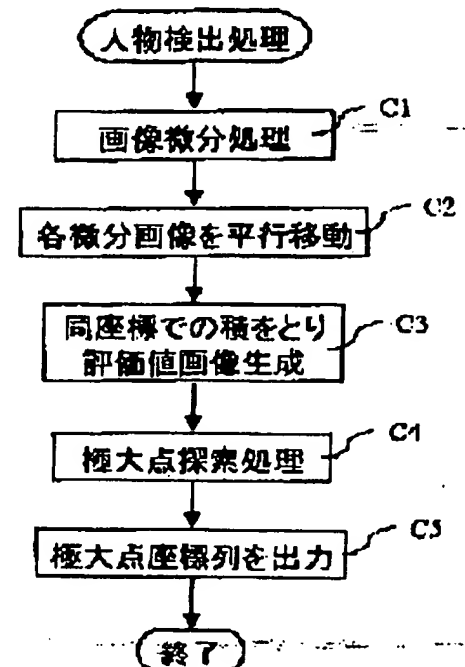 人物検出処理
画像微分処理
C1
各微分画像を平行移動
C2
同座標での積をとり
評価値画像生成
C3
極大点探索処理
C4
極大点座標列を出力
C5
終了